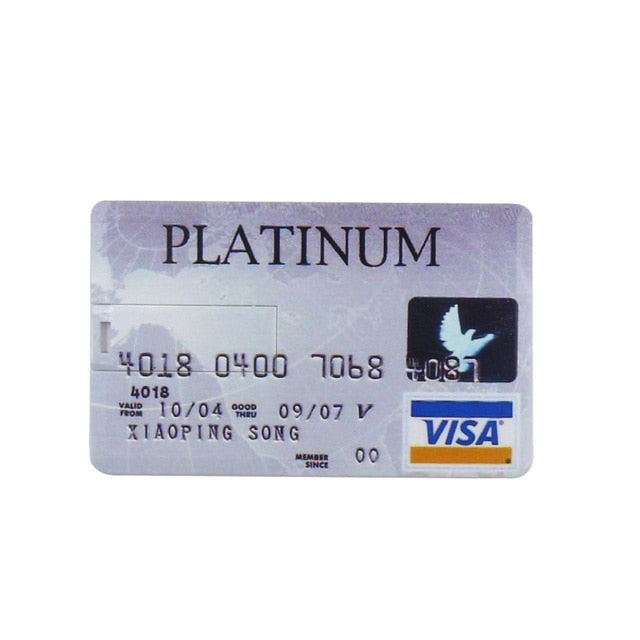 PLATINUM
4018 0400 7068 4087
4018
VALID FROM 10/04 GOOD THRU 09/07 V
XIAOPING SONG
MEMBER SINCE 00
VISA